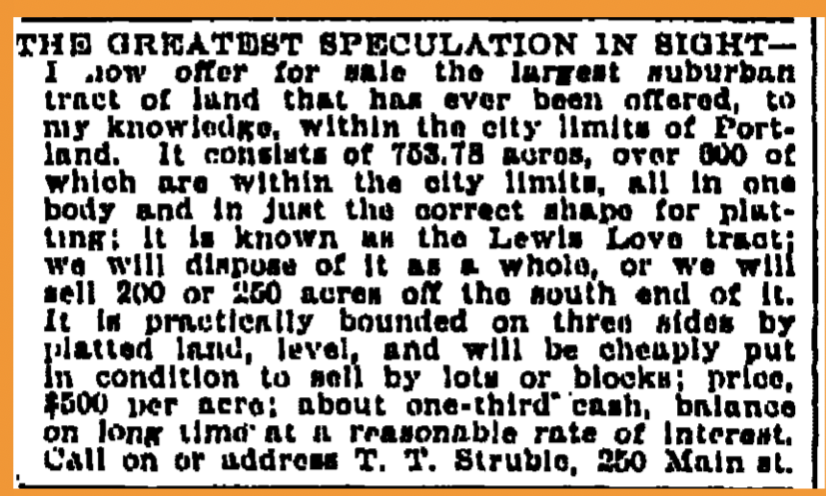 THE GREATEST SPECULATION IN SIGHT—
I now offer for sale the largest suburban
tract of land that has ever been offered, to
my knowledge, within the city limits of Port-
land. It consists of 753.78 acres, over 600 of
which are within the city limits, all in one
body and in just the correct shape for plat-
ting; it is known as the Lewis Love tract;
we will dispose of it as a whole, or we will
sell 200 or 250 acres off the south end of it.
It is practically bounded on three sides by
platted land, level, and will be cheaply put
in condition to sell by lots or blocks; price,
$500 per acre; about one-third cash, balance
on long time at a reasonable rate of interest.
Call on or address T. T. Struble, 250 Main st.